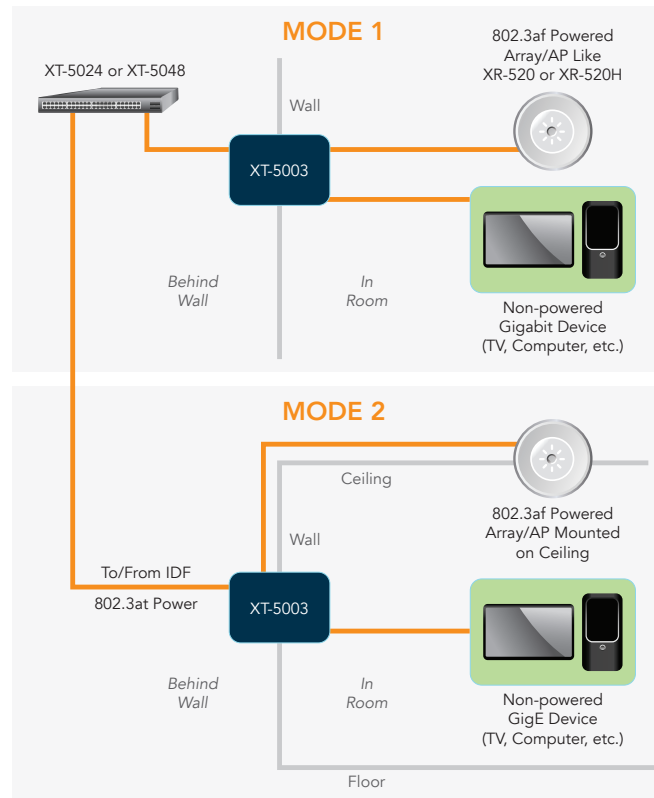 MODE 1
802.3af Powered
Array/AP Like
XR-520 or XR-520H
XT-5024 or XT-5048
Wall
XT-5003
Behind
Wall
In
Room
Non-powered
Gigabit Device
(TV, Computer, etc.)
MODE 2
Ceiling
802.3af Powered
Array/AP Mounted
on Ceiling
Wall
To/From IDF
802.3at Power
XT-5003
Behind
Wall
In
Room
Non-powered
GigE Device
(TV, Computer, etc.)
Floor